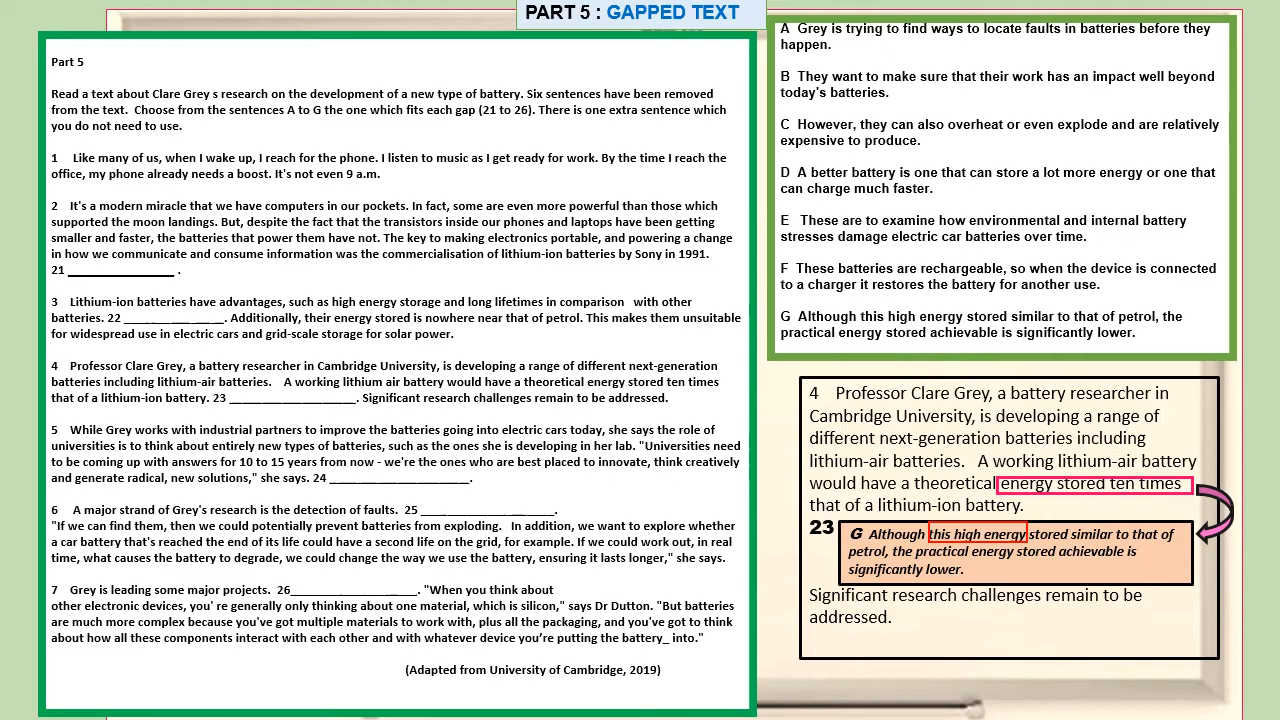 PART 5 : GAPPED TEXT
Part 5
Read a text about Clare Grey s research on the development of a new type of battery. Six sentences have been removed
from the text.  Choose from the sentences A to G the one which fits each gap (21 to 26). There is one extra sentence which
you do not need to use.
1    Like many of us, when I wake up, I reach for the phone. I listen to music as I get ready for work. By the time I reach the
office, my phone already needs a boost. It's not even 9 a.m.
2   It's a modern miracle that we have computers in our pockets. In fact, some are even more powerful than those which
supported the moon landings. But, despite the fact that the transistors inside our phones and laptops have been getting
smaller and faster, the batteries that power them have not. The key to making electronics portable, and powering a change
in how we communicate and consume information was the commercialisation of lithium-ion batteries by Sony in 1991.
21 _________________ .
3   Lithium-ion batteries have advantages, such as high energy storage and long lifetimes in comparison  with other
batteries. 22 ________________. Additionally, their energy stored is nowhere near that of petrol. This makes them unsuitable
for widespread use in electric cars and grid-scale storage for solar power.
4   Professor Clare Grey, a battery researcher in Cambridge University, is developing a range of different next-generation
batteries including lithium-air batteries.   A working lithium air battery would have a theoretical energy stored ten times
that of a lithium-ion battery. 23 ____________________. Significant research challenges remain to be addressed.
5   While Grey works with industrial partners to improve the batteries going into electric cars today, she says the role of
universities is to think about entirely new types of batteries, such as the ones she is developing in her lab. "Universities need
to be coming up with answers for 10 to 15 years from now - we're the ones who are best placed to innovate, think creatively
and generate radical, new solutions," she says. 24 ______________________.
6    A major strand of Grey's research is the detection of faults.  25 _____________________.
"If we can find them, then we could potentially prevent batteries from exploding.   In addition, we want to explore whether
a car battery that's reached the end of its life could have a second life on the grid, for example. If we could work out, in real
time, what causes the battery to degrade, we could change the way we use the battery, ensuring it lasts longer," she says.
7   Grey is leading some major projects.  26____________________. "When you think about
other electronic devices, you' re generally only thinking about one material, which is silicon," says Dr Dutton. "But batteries
are much more complex because you've got multiple materials to work with, plus all the packaging, and you've got to think
about how all these components interact with each other and with whatever device you're putting the battery_ into."
(Adapted from University of Cambridge, 2019)
A  Grey is trying to find ways to locate faults in batteries before they
happen.
B  They want to make sure that their work has an impact well beyond
today's batteries.
C  However, they can also overheat or even explode and are relatively
expensive to produce.
D  A better battery is one that can store a lot more energy or one that
can charge much faster.
E   These are to examine how environmental and internal battery
stresses damage electric car batteries over time.
F  These batteries are rechargeable, so when the device is connected
to a charger it restores the battery for another use.
G  Although this high energy stored similar to that of petrol, the
practical energy stored achievable is significantly lower.
4   Professor Clare Grey, a battery researcher in
Cambridge University, is developing a range of
different next-generation batteries including
lithium-air batteries.   A working lithium-air battery
would have a theoretical energy stored ten times
that of a lithium-ion battery.
23 G  Although this high energy stored similar to that of
petrol, the practical energy stored achievable is
significantly lower.
Significant research challenges remain to be
addressed.